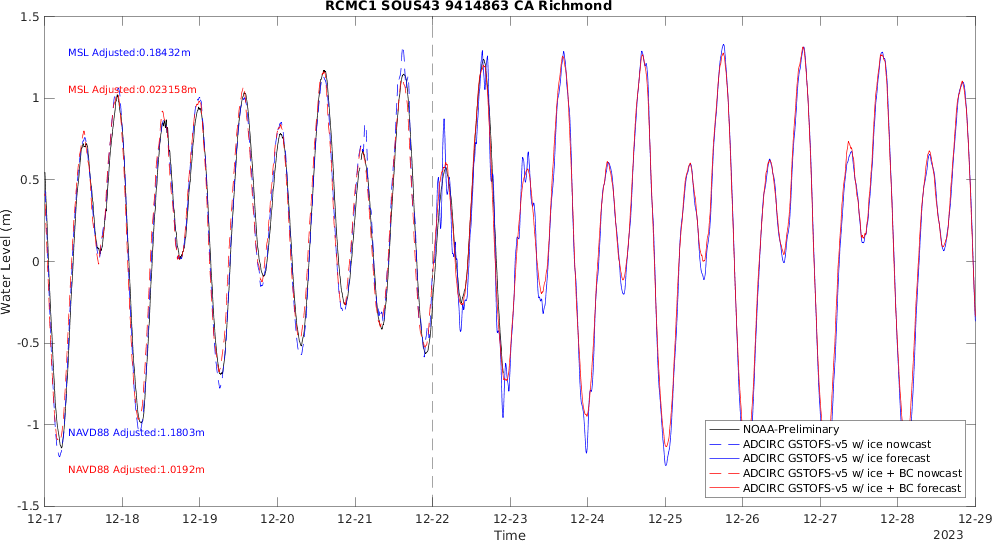 RCMC1 SOUS43 9414863 CA Richmond
Water Level (m)
1.5
1
0.5
0
-0.5
-1
-1.5
MSL Adjusted:0.18432m
MSL Adjusted:0.023158m
NAVD88 Adjusted:1.1803m
NAVD88 Adjusted:1.0192m
NOAA-Preliminary
ADCIRC GSTOFS-v5 w/ ice nowcast
ADCIRC GSTOFS-v5 w/ ice forecast
ADCIRC GSTOFS-v5 w/ ice + BC nowcast
ADCIRC GSTOFS-v5 w/ ice + BC forecast
12-17 12-18 12-19 12-20 12-21 12-22 12-23 12-24 12-25 12-26 12-27 12-28 12-29
Time
2023